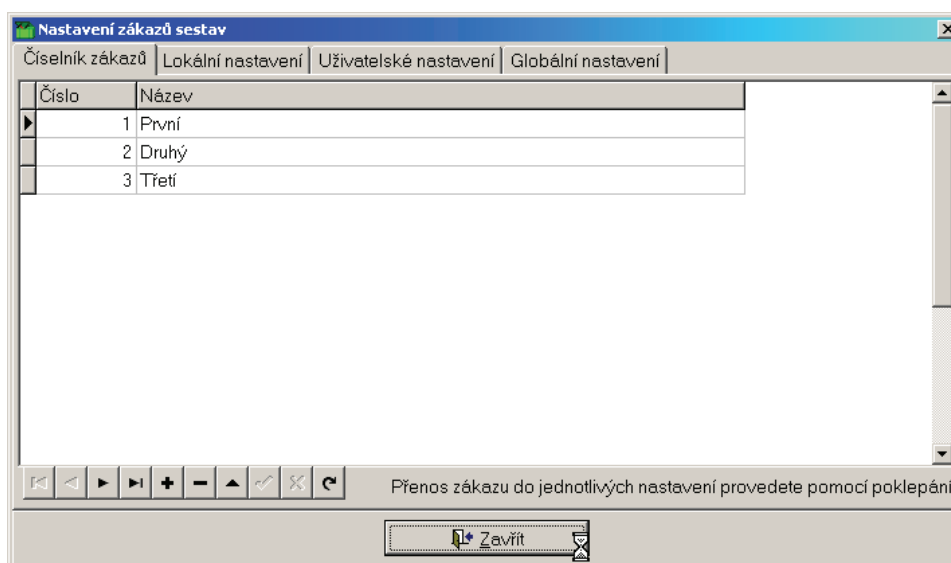 Nastavení zákazů sestav
Číselník zákazů Lokální nastavení Uživatelské nastavení Globální nastavení
Číslo Název
1 První
2 Druhý
3 Třetí
Přenos zákazu do jednotlivých nastavení provedete pomocí poklepání
Zavřít